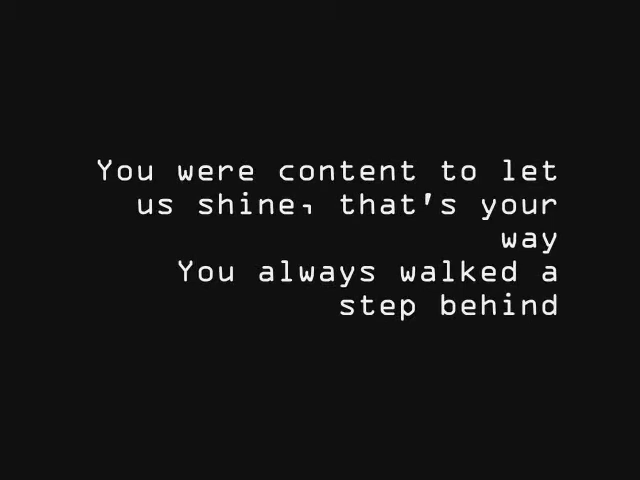 You were content to let
us shine, that's your
way
You always walked a
step behind